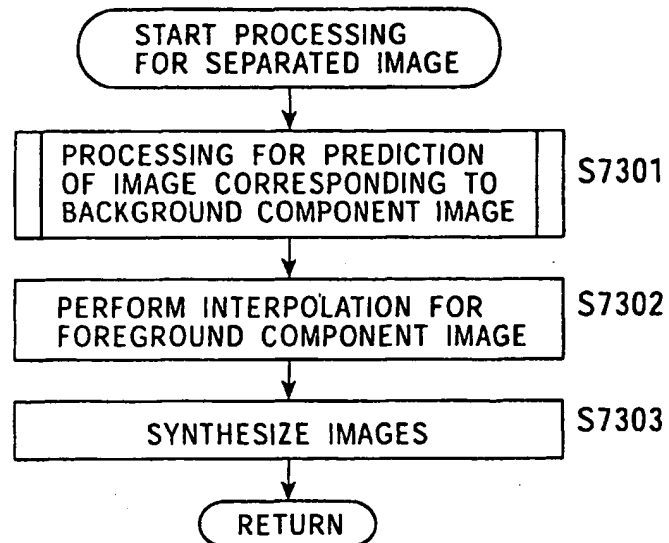 START PROCESSING
FOR SEPARATED IMAGE
PROCESSING FOR PREDICTION
OF IMAGE CORRESPONDING TO
BACKGROUND COMPONENT IMAGE
S7301
PERFORM INTERPOLATION FOR
FOREGROUND COMPONENT IMAGE
S7302
SYNTHESIZE IMAGES
S7303
RETURN